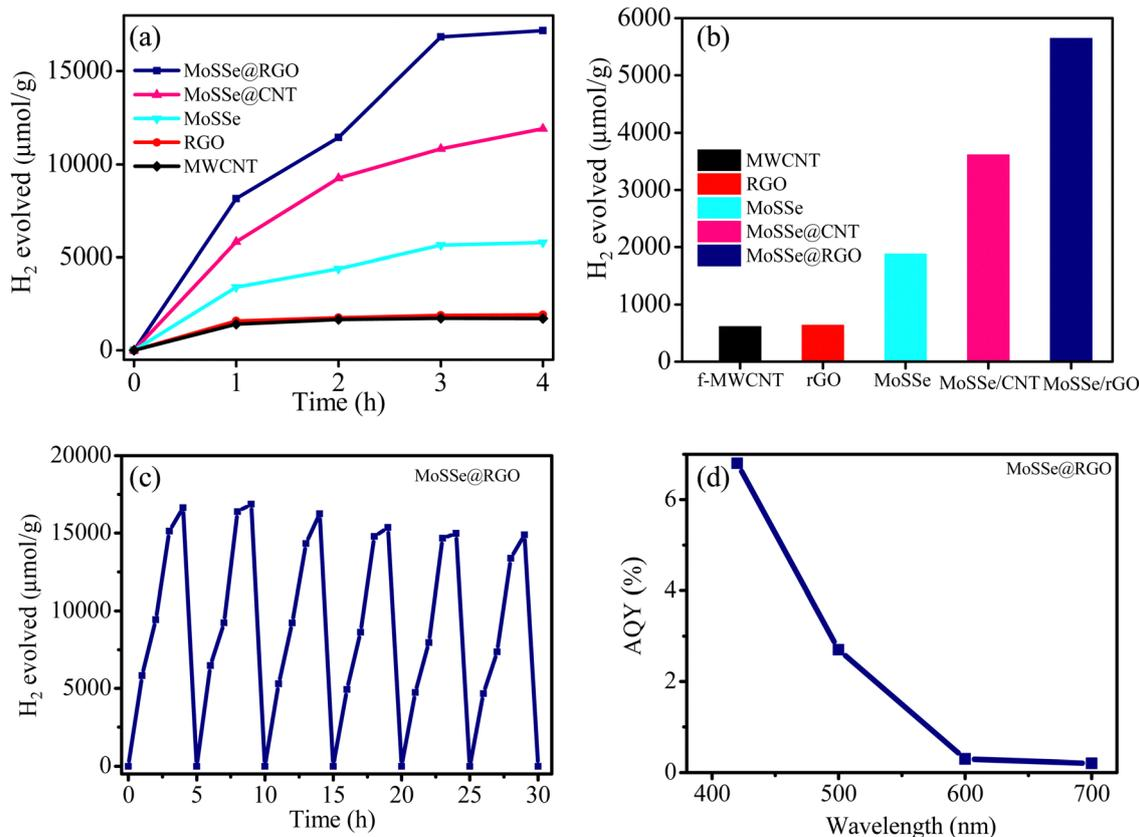 (a)
H2 evolved (μmol/g)
15000
10000
5000
0
MoSSe@RGO
MoSSe@CNT
MoSSe
RGO
MWCNT
0 1 2 3 4
Time (h)
(b)
H2 evolved (μmol/g)
6000
5000
4000
3000
2000
1000
0
MWCNT
RGO
MoSSe
MoSSe@CNT
MoSSe@RGO
f-MWCNT rGO MoSSe MoSSe/CNT MoSSe/rGO
(c)
MoSSe@RGO
H2 evolved (μmol/g)
20000
15000
10000
5000
0
0 5 10 15 20 25 30
Time (h)
(d)
MoSSe@RGO
AQY (%)
6
4
2
0
400 500 600 700
Wavelength (nm)